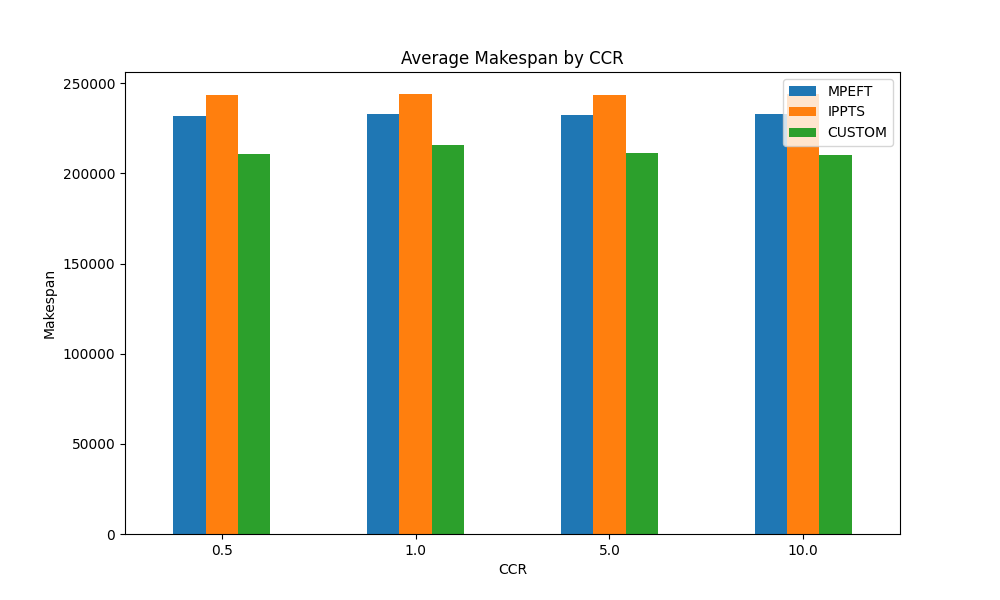 Average Makespan by CCR
MPEFT
IPPTS
CUSTOM
250000
200000
150000
100000
50000
0
Makespan
0.5 1.0 5.0 10.0
CCR